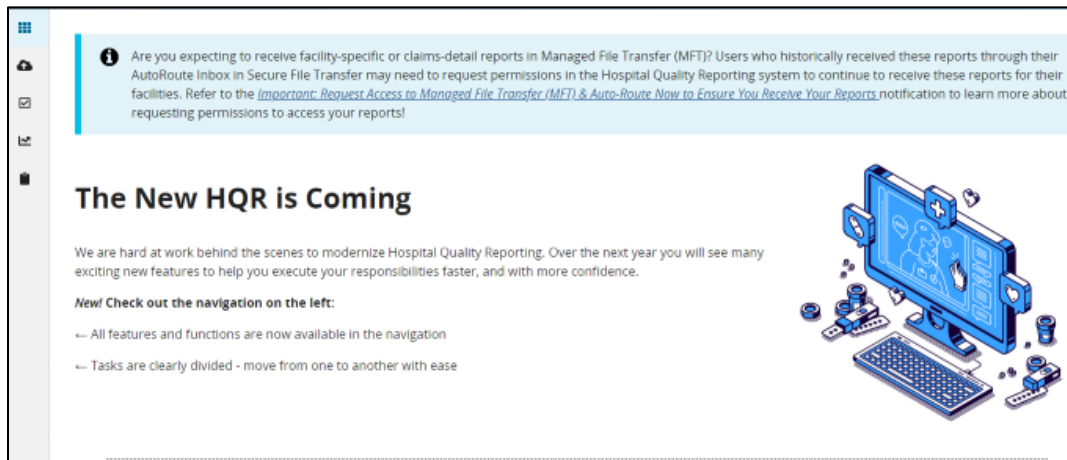 Are you expecting to receive facility-specific or claims-detail reports in Managed File Transfer (MFT)? Users who historically received these reports through their
AutoRoute Inbox in Secure File Transfer may need to request permissions in the Hospital Quality Reporting system to continue to receive these reports for their
facilities. Refer to the Important: Request Access to Managed File Transfer (MFT) & Auto-Route Now to Ensure You Receive Your Reports notification to learn more about
requesting permissions to access your reports!
The New HQR is Coming
We are hard at work behind the scenes to modernize Hospital Quality Reporting. Over the next year you will see many
exciting new features to help you execute your responsibilities faster, and with more confidence.
New! Check out the navigation on the left:
← All features and functions are now available in the navigation
← Tasks are clearly divided - move from one to another with ease